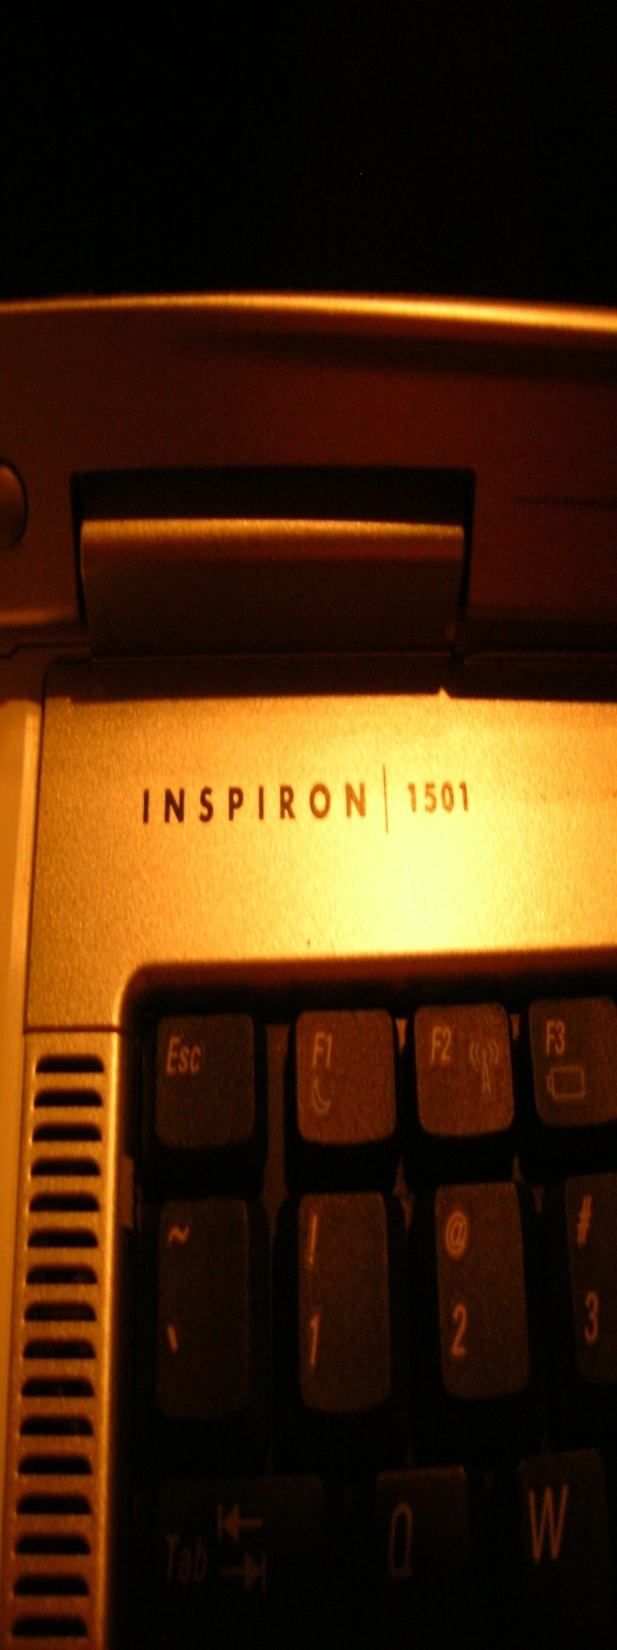 INSPIRON | 1501
Esc F1 F2 F3
~ ! @ #
` 1 2 3
Tab Q W